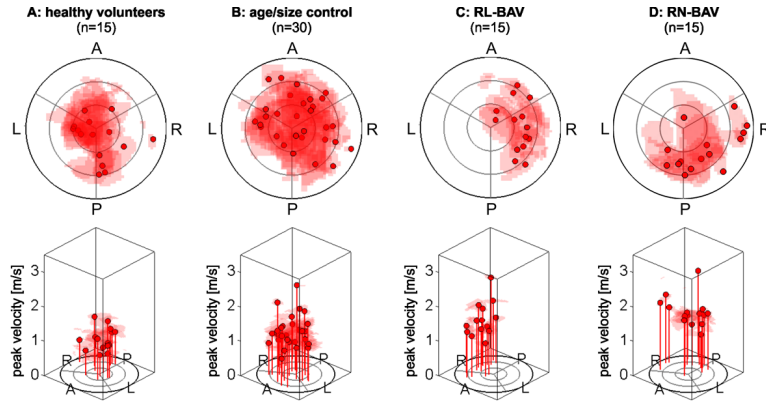 A: healthy volunteers
(n=15)
B: age/size control
(n=30)
C: RL-BAV
(n=15)
D: RN-BAV
(n=15)
A
A
A
A
L
R
L
R
L
R
L
R
P
P
P
P
peak velocity [m/s]
3
2
1
0
R
P
A
L
peak velocity [m/s]
3
2
1
0
R
P
A
L
peak velocity [m/s]
3
2
1
0
R
P
A
L
peak velocity [m/s]
3
2
1
0
R
P
A
L